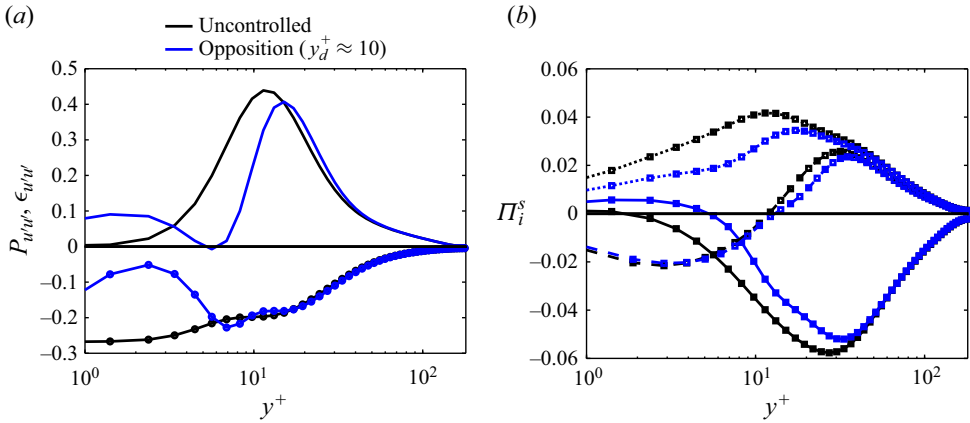 (a)
Uncontrolled
Opposition (y_d^+ ≈ 10)
0.5
0.4
0.3
0.2
0.1
0
–0.1
–0.2
–0.3
P_{u′u′}, ϵ_{u′u′}
10^0
10^1
10^2
y^+
(b)
0.06
0.04
0.02
0
–0.02
–0.04
–0.06
Π_i^s
10^0
10^1
10^2
y^+